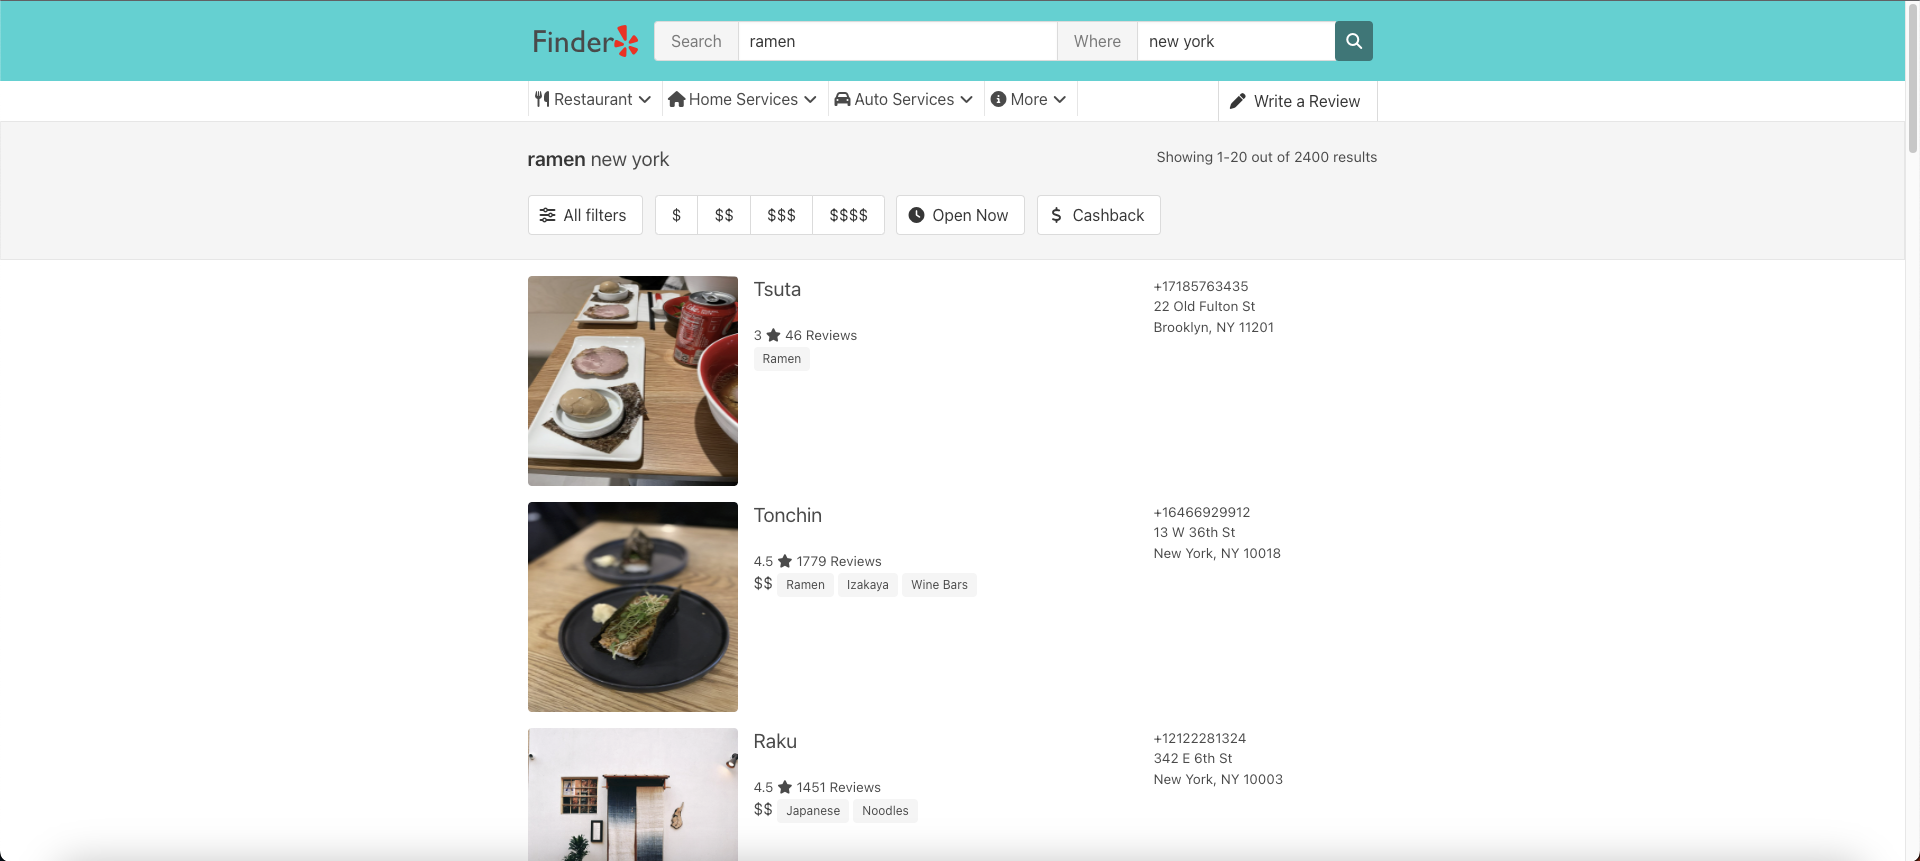 Finder Search ramen Where new york
Restaurant Home Services Auto Services More Write a Review
ramen new york
Showing 1-20 out of 2400 results
All filters $ $$ $$$ $$$$ Open Now $ Cashback
Tsuta
3 46 Reviews
Ramen
+17185763435
22 Old Fulton St
Brooklyn, NY 11201
Tonchin
4.5 1779 Reviews
$$ Ramen Izakaya Wine Bars
+16466929912
13 W 36th St
New York, NY 10018
Raku
4.5 1451 Reviews
$$ Japanese Noodles
+12122281324
342 E 6th St
New York, NY 10003